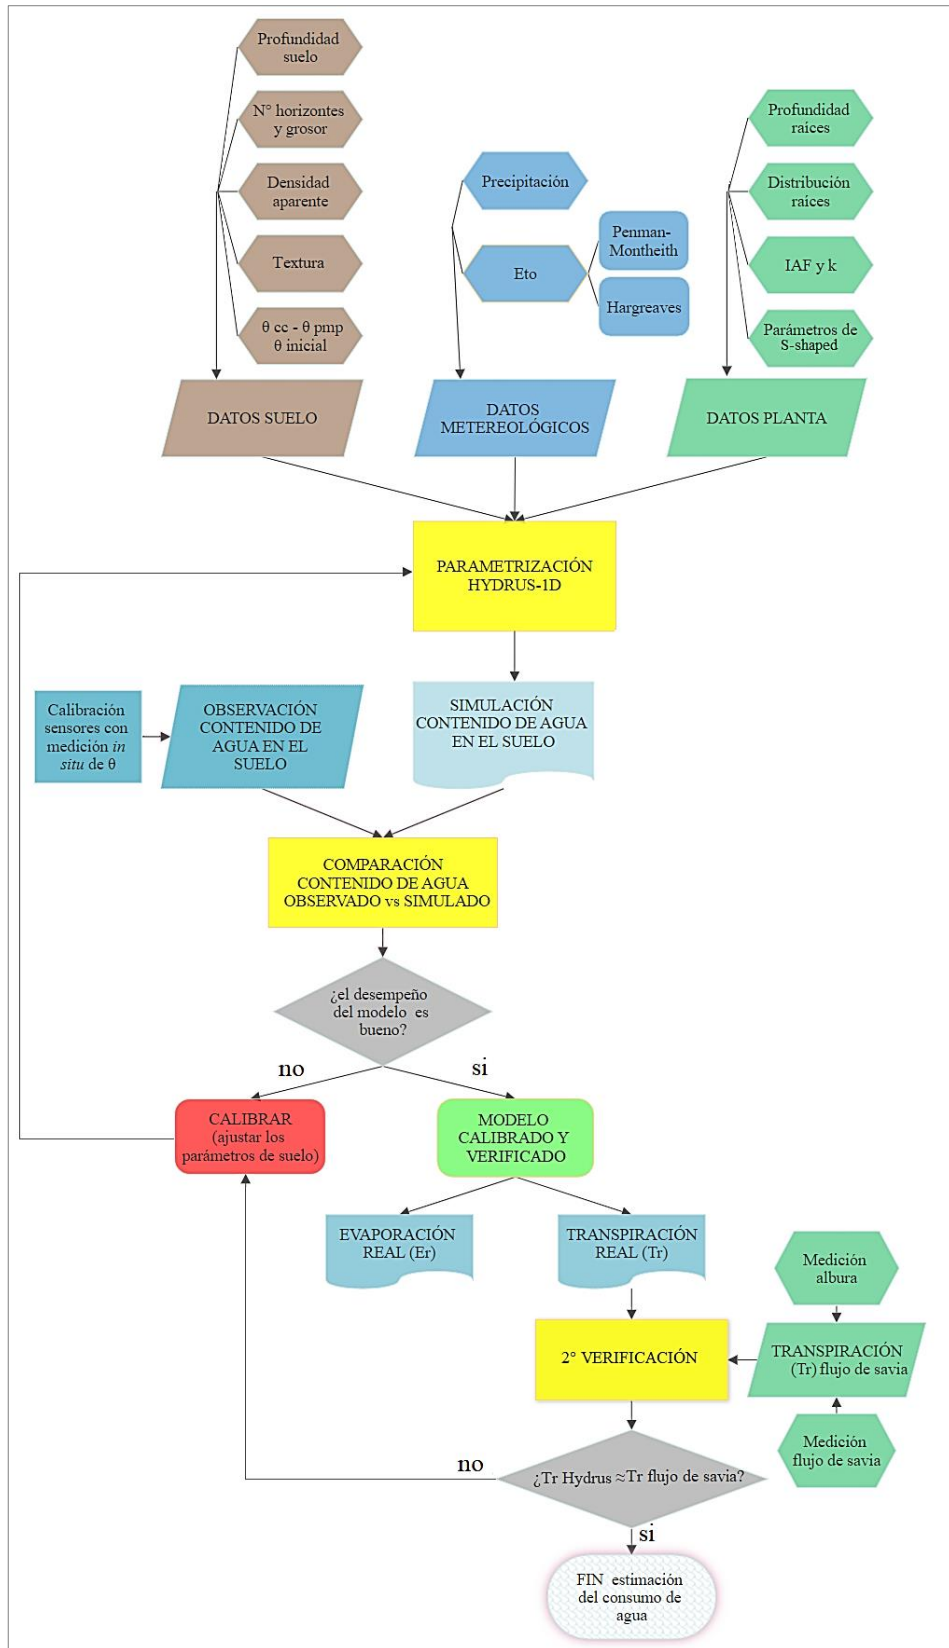 Profundidad
suelo
N° horizontes
y grosor
Densidad
aparente
Textura
θ cc - θ pmp
θ inicial
Precipitación
Eto
Penman-
Montheith
Hargreaves
Profundidad
raíces
Distribución
raíces
IAF y k
Parámetros de
S-shaped
DATOS SUELO
DATOS
METEREOLÓGICOS
DATOS PLANTA
PARAMETRIZACIÓN
HYDRUS-1D
Calibración
sensores con
medición in
situ de θ
OBSERVACIÓN
CONTENIDO DE
AGUA EN EL
SUELO
SIMULACIÓN
CONTENIDO DE AGUA
EN EL SUELO
COMPARACIÓN
CONTENIDO DE AGUA
OBSERVADO vs SIMULADO
¿el desempeño
del modelo es
bueno?
no
si
CALIBRAR
(ajustar los
parámetros de suelo)
MODELO
CALIBRADO Y
VERIFICADO
EVAPORACIÓN
REAL (Er)
TRANSPIRACIÓN
REAL (Tr)
Medición
albura
2° VERIFICACIÓN
TRANSPIRACIÓN
(Tr) flujo de savia
Medición
flujo de savia
no
¿Tr Hydrus ≈Tr flujo de savia?
si
FIN estimación
del consumo de
agua